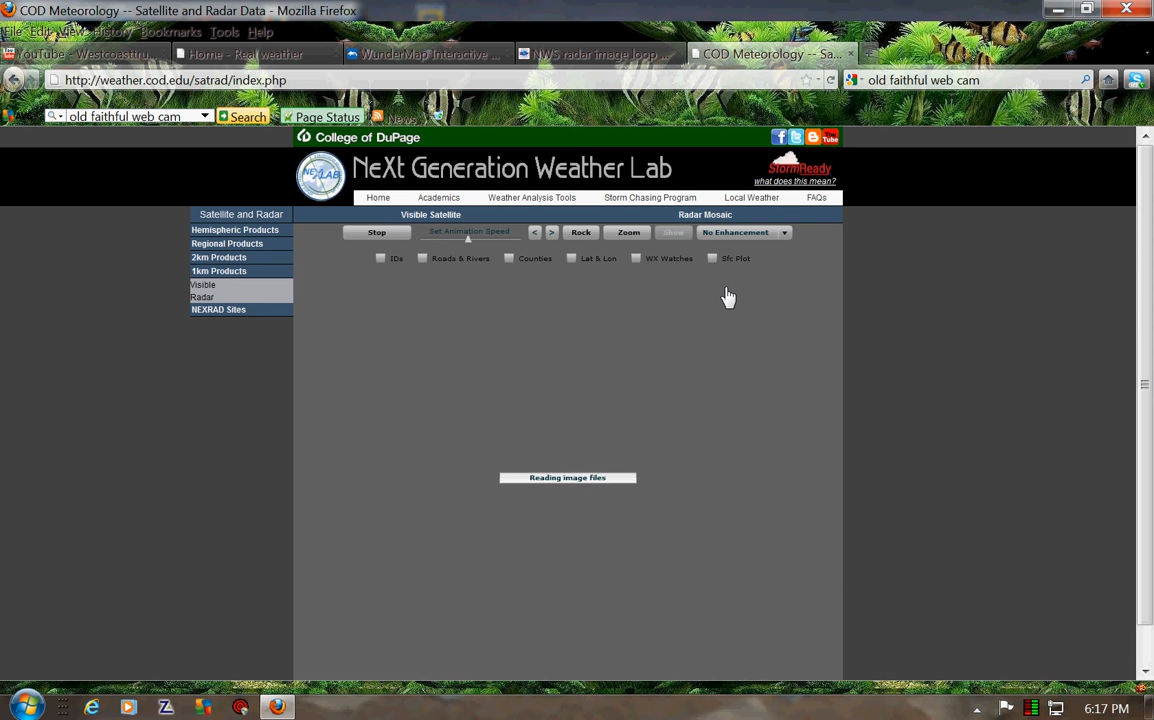 COD Meteorology -- Satellite and Radar Data - Mozilla Firefox
File Edit View History Bookmarks Tools Help
YouTube - Westcoasttru...
Home - Real weather
WunderMap Interactive ...
NWS radar image loop ...
COD Meteorology -- Sa... ×
http://weather.cod.edu/satrad/index.php
old faithful web cam
old faithful web cam
Search
Page Status
News
College of DuPage
NEXLAB
NeXt Generation Weather Lab
StormReady
what does this mean?
Home Academics Weather Analysis Tools Storm Chasing Program Local Weather FAQs
Satellite and Radar
Visible Satellite
Radar Mosaic
Hemispheric Products
Regional Products
2km Products
1km Products
Visible
Radar
NEXRAD Sites
Stop
Set Animation Speed
< >
Rock
Zoom
Show
No Enhancement
IDs Roads & Rivers Counties Lat & Lon WX Watches Sfc Plot
Reading image files
6:17 PM